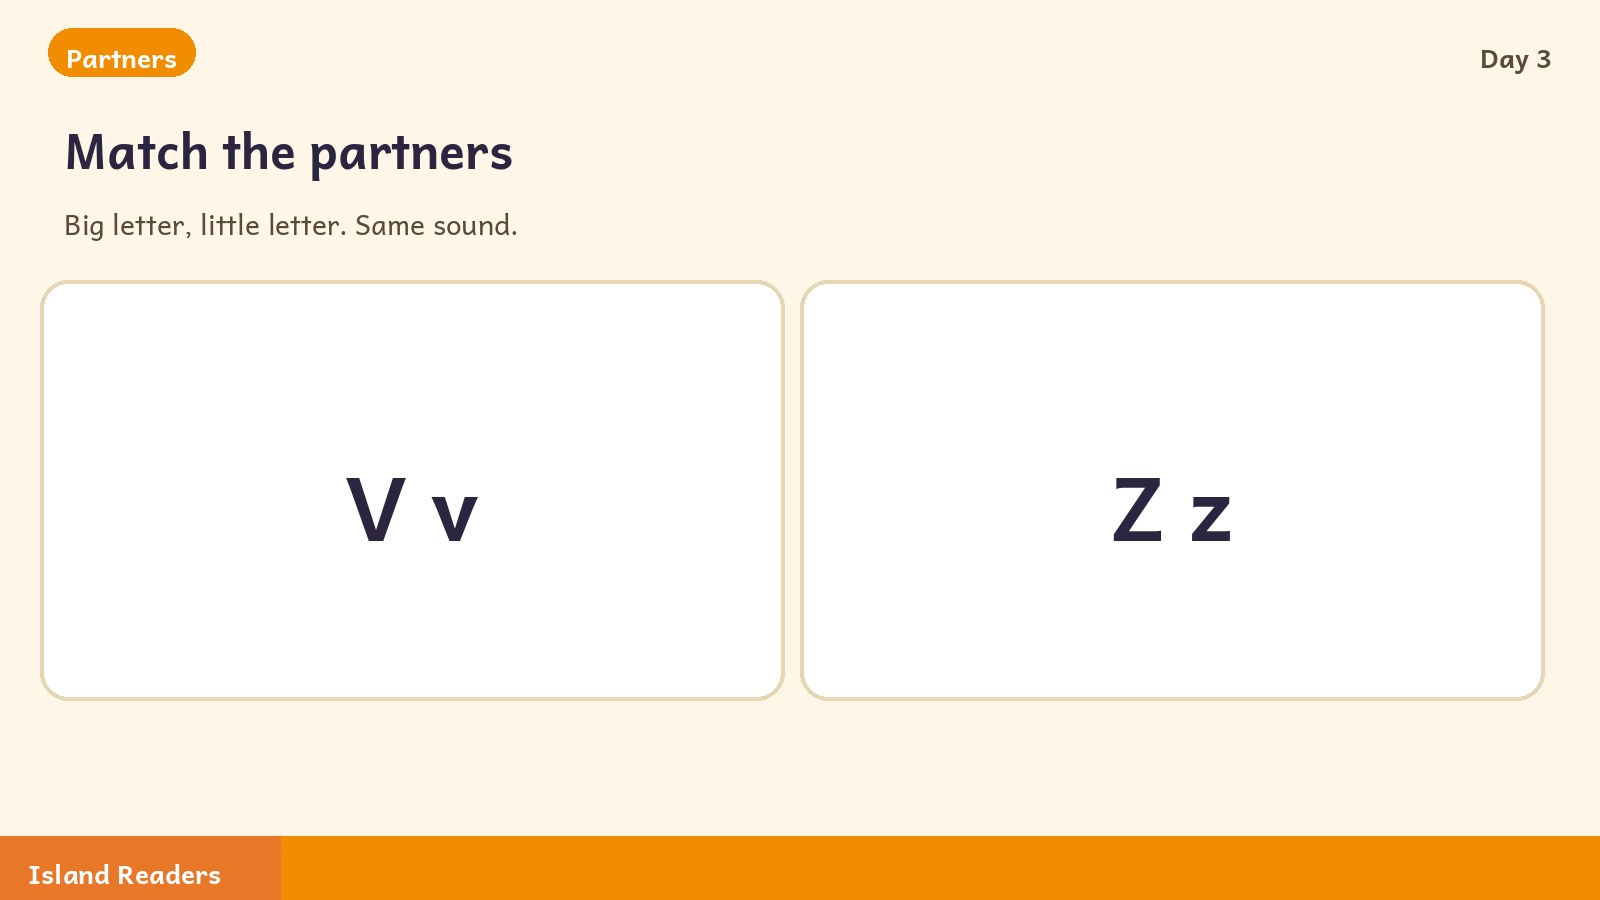 Partners
Day 3
Match the partners
Big letter, little letter. Same sound.
V v
Z z
Island Readers